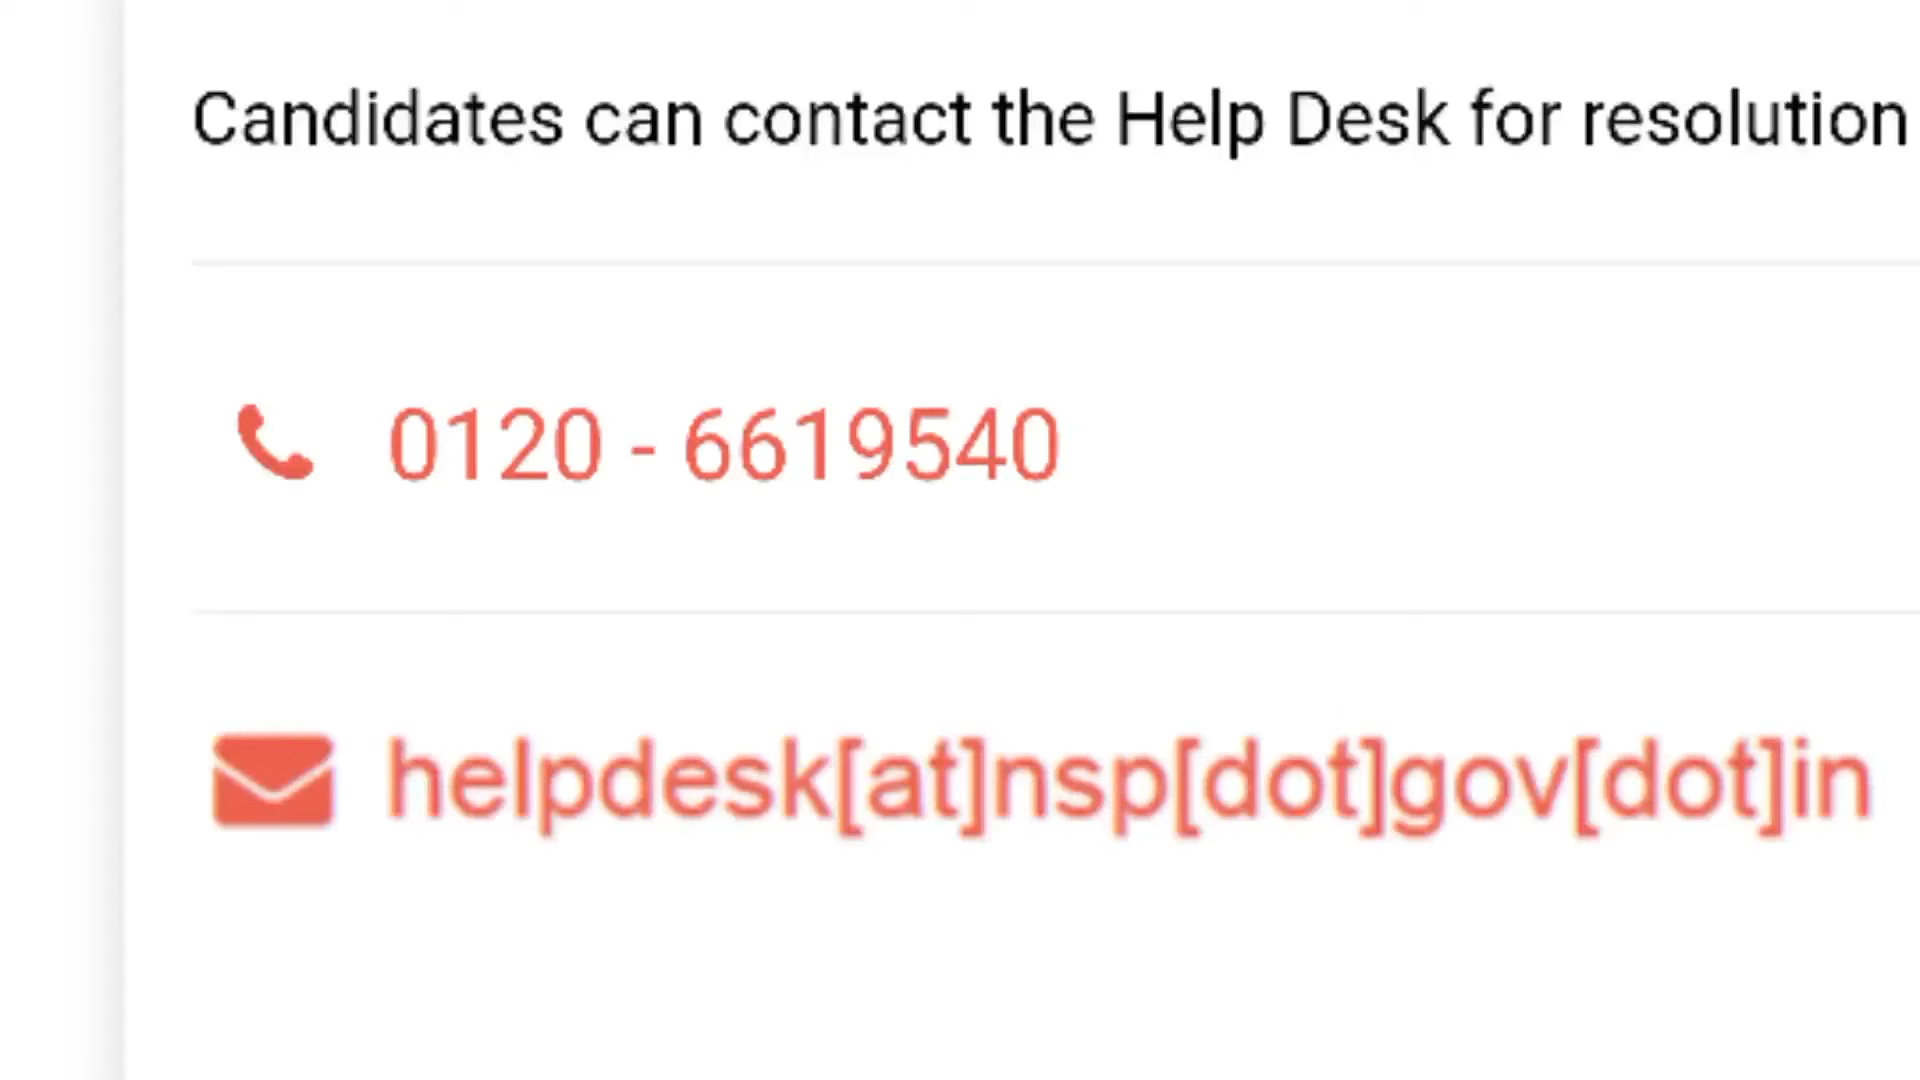 Candidates can contact the Help Desk for resolution
0120 - 6619540
helpdesk[at]nsp[dot]gov[dot]in